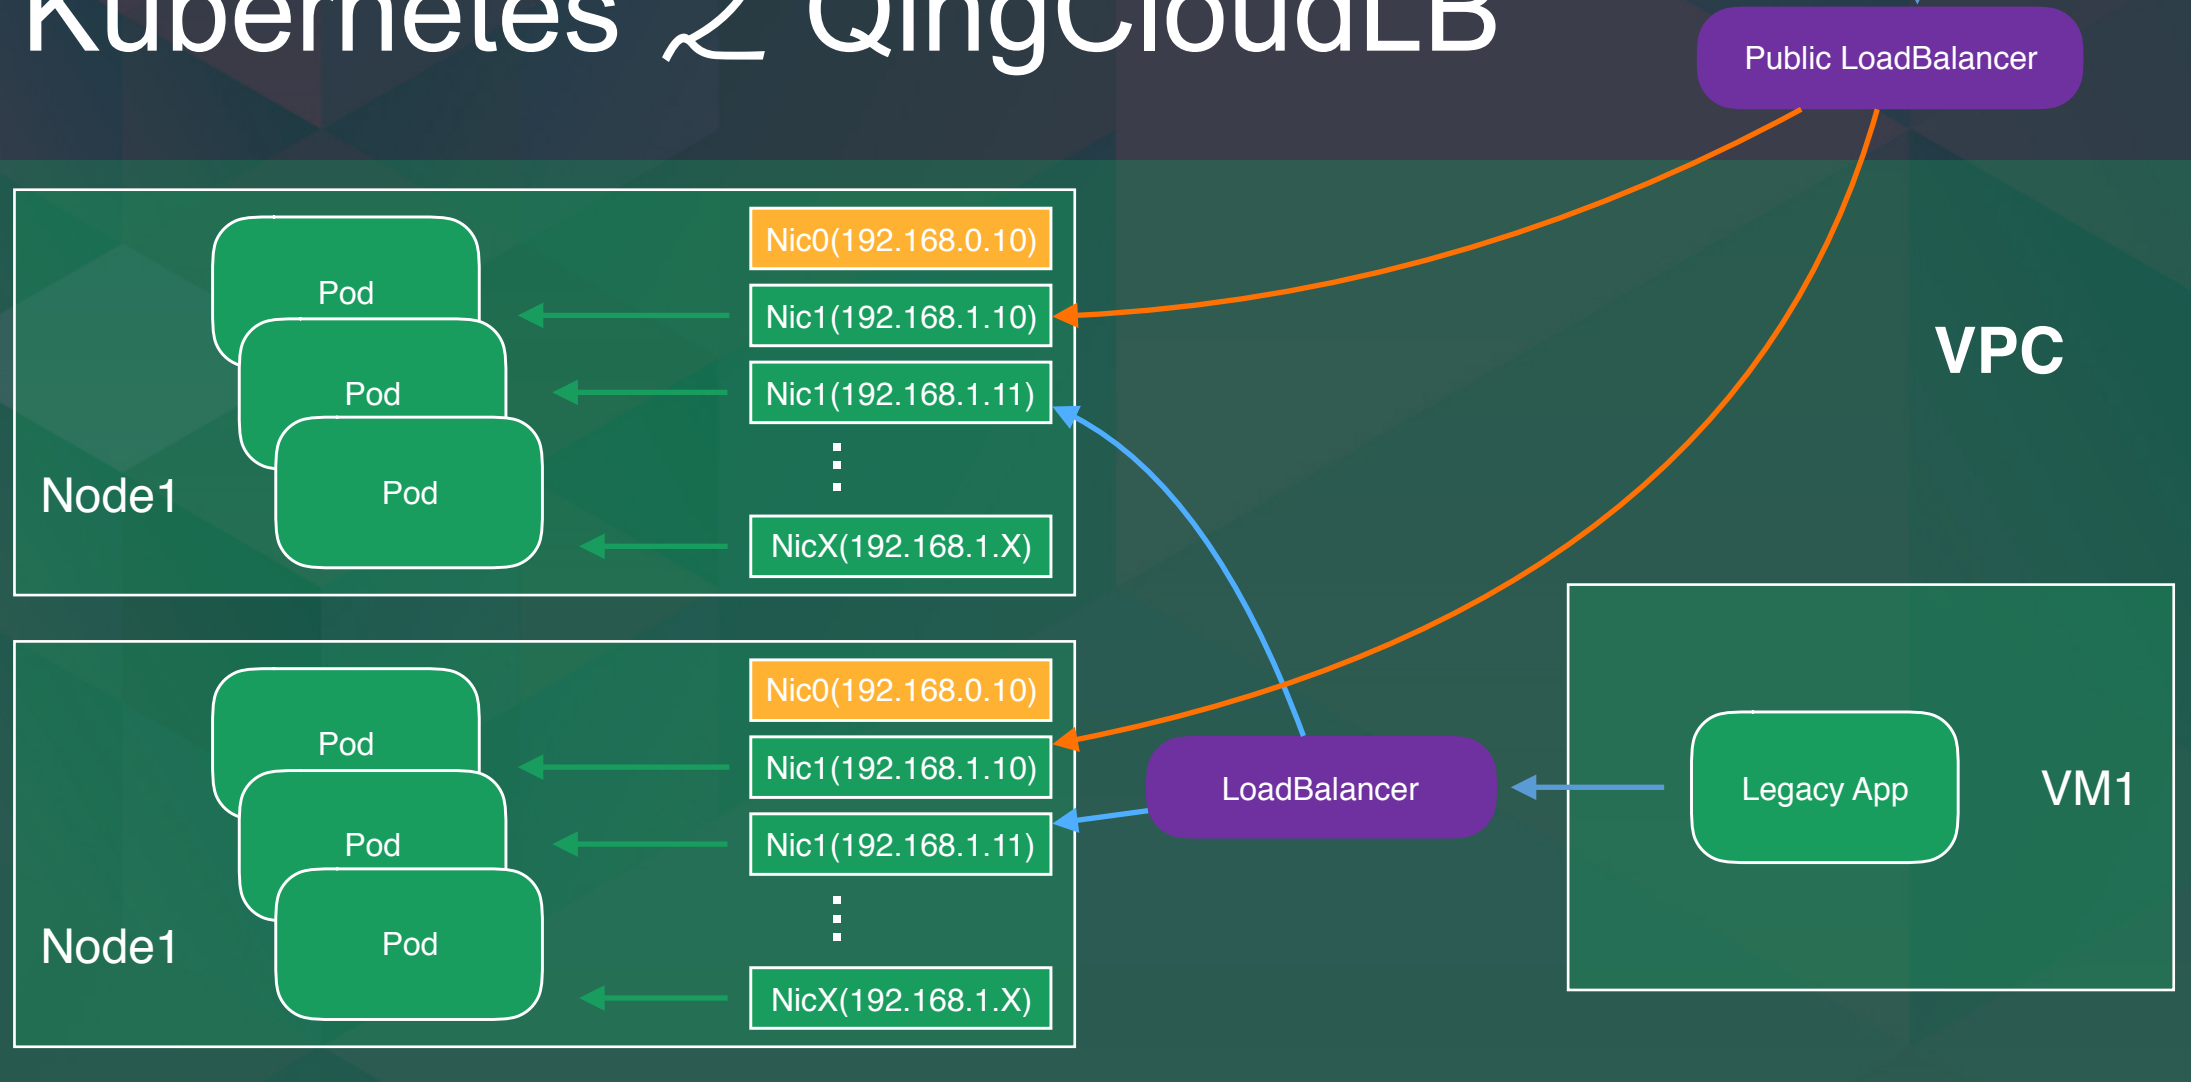 Kubernetes 之 QingCloudLB
Public LoadBalancer
VPC
Node1
Pod
Pod
Pod
Nic0(192.168.0.10)
Nic1(192.168.1.10)
Nic1(192.168.1.11)
NicX(192.168.1.X)
Node1
Pod
Pod
Pod
Nic0(192.168.0.10)
Nic1(192.168.1.10)
Nic1(192.168.1.11)
NicX(192.168.1.X)
LoadBalancer
Legacy App
VM1